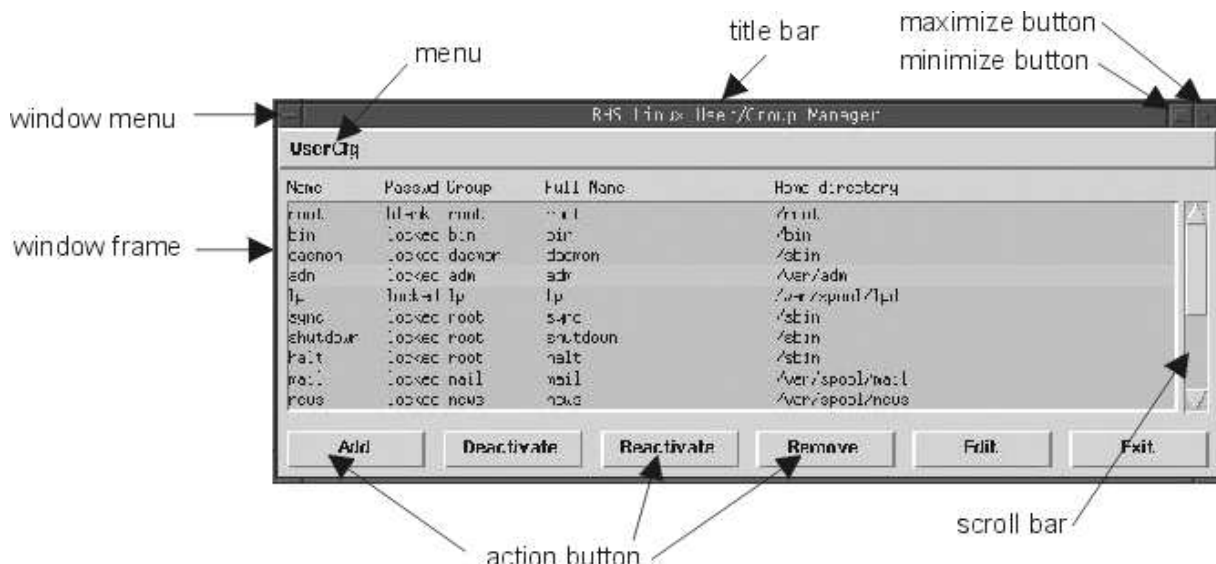 maximize button
title bar
menu
minimize button
window menu
RHS Linux User/Group Manager
UserCfg
Name Passwd Group Full Name Home directory
root blank root root /root
bin locked bin bin /bin
window frame
daemon locked daemon daemon /sbin
adm locked adm adm /var/adm
lp locked lp lp /var/spool/lpd
sync locked root sync /sbin
shutdown locked root shutdown /sbin
halt locked root halt /sbin
mail locked mail mail /var/spool/mail
news locked news news /var/spool/news
Add Deactivate Reactivate Remove Edit Exit
scroll bar
action button